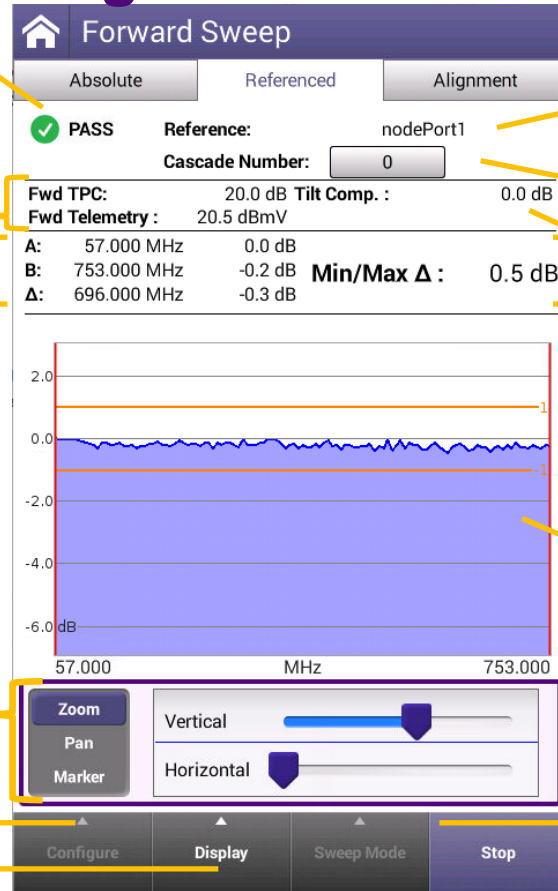 Forward Sweep
Absolute Referenced Alignment
PASS Reference: nodePort1
Cascade Number: 0
Fwd TPC: 20.0 dB Tilt Comp. : 0.0 dB
Fwd Telemetry : 20.5 dBmV
A: 57.000 MHz 0.0 dB
B: 753.000 MHz -0.2 dB Min/Max Δ : 0.5 dB
Δ: 696.000 MHz -0.3 dB
2.0
1
0.0
-1
-2.0
-4.0
-6.0 dB
57.000 MHz 753.000
Zoom
Vertical
Pan
Horizontal
Marker
Configure Display Sweep Mode Stop